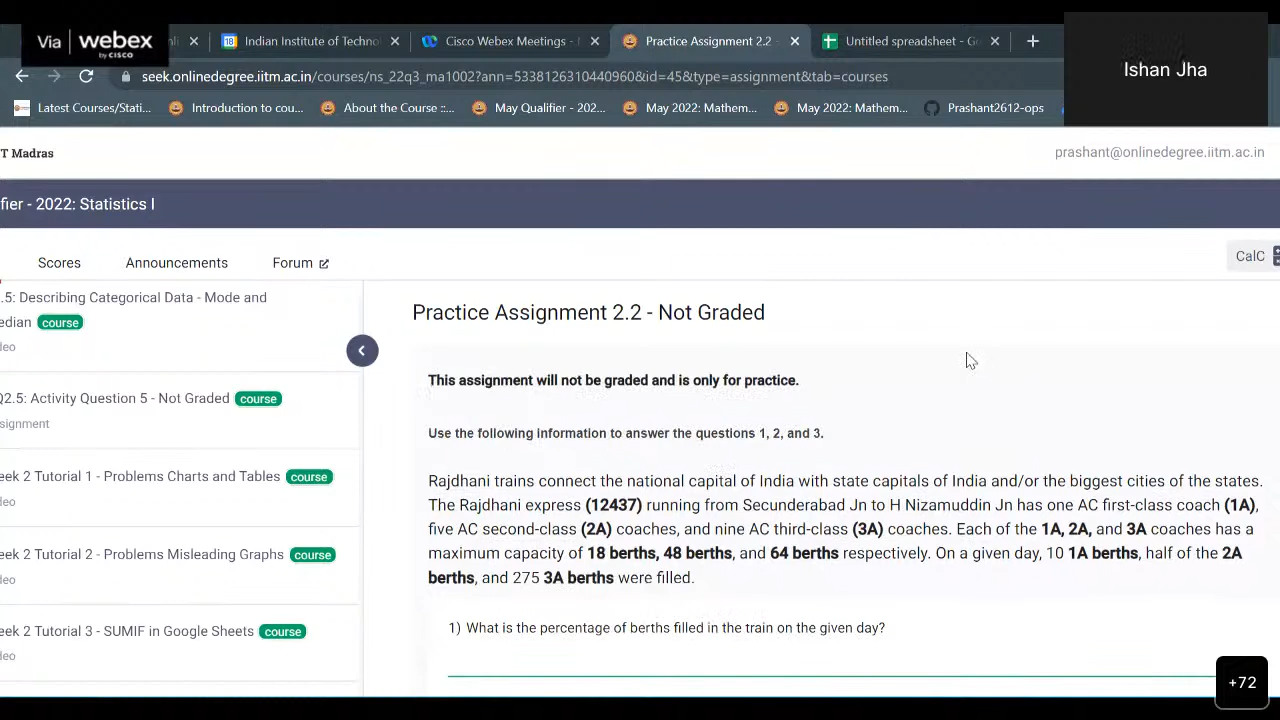 Via webex
by CISCO
Indian Institute of Techno
Cisco Webex Meetings -
Practice Assignment 2.2 -
Untitled spreadsheet - Go
Ishan Jha
seek.onlinedegree.iitm.ac.in/courses/ns_22q3_ma1002?ann=5338126310440960&id=45&type=assignment&tab=courses
Latest Courses/Stati...
Introduction to cou...
About the Course ::...
May Qualifier - 202...
May 2022: Mathem...
May 2022: Mathem...
Prashant2612-ops
T Madras
prashant@onlinedegree.iitm.ac.in
fier - 2022: Statistics I
Scores
Announcements
Forum
CalC
.5: Describing Categorical Data - Mode and
edian course
deo
Q2.5: Activity Question 5 - Not Graded course
signment
eek 2 Tutorial 1 - Problems Charts and Tables course
deo
eek 2 Tutorial 2 - Problems Misleading Graphs course
deo
eek 2 Tutorial 3 - SUMIF in Google Sheets course
deo
Practice Assignment 2.2 - Not Graded
This assignment will not be graded and is only for practice.
Use the following information to answer the questions 1, 2, and 3.
Rajdhani trains connect the national capital of India with state capitals of India and/or the biggest cities of the states.
The Rajdhani express (12437) running from Secunderabad Jn to H Nizamuddin Jn has one AC first-class coach (1A),
five AC second-class (2A) coaches, and nine AC third-class (3A) coaches. Each of the 1A, 2A, and 3A coaches has a
maximum capacity of 18 berths, 48 berths, and 64 berths respectively. On a given day, 10 1A berths, half of the 2A
berths, and 275 3A berths were filled.
1) What is the percentage of berths filled in the train on the given day?
+72